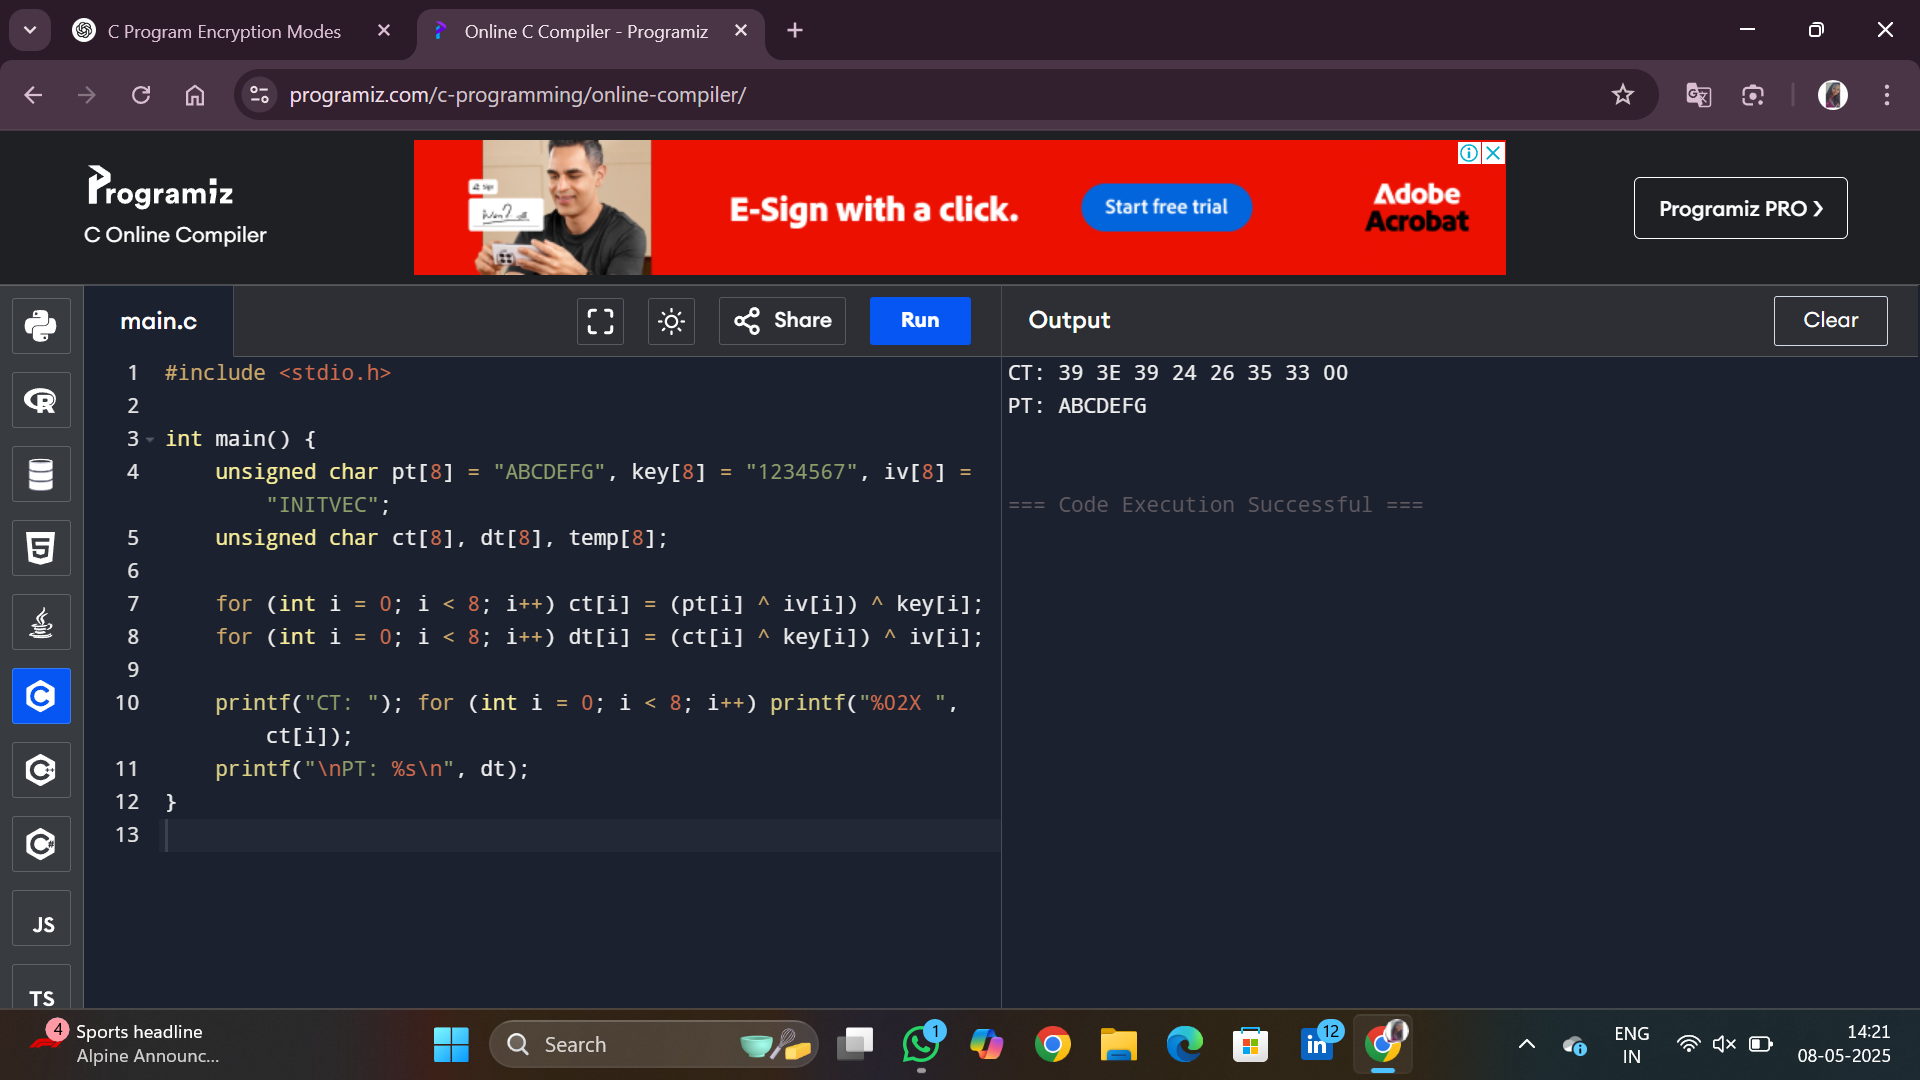 C Program Encryption Modes
Online C Compiler - Programiz
programiz.com/c-programming/online-compiler/
Programiz
C Online Compiler
Sign
E-Sign with a click.
Start free trial
Adobe
Acrobat
Programiz PRO ❯
main.c
Share
Run
Output
Clear
1 #include <stdio.h>
2
3 int main() {
4     unsigned char pt[8] = "ABCDEFG", key[8] = "1234567", iv[8] =
        "INITVEC";
5     unsigned char ct[8], dt[8], temp[8];
6
7     for (int i = 0; i < 8; i++) ct[i] = (pt[i] ^ iv[i]) ^ key[i];
8     for (int i = 0; i < 8; i++) dt[i] = (ct[i] ^ key[i]) ^ iv[i];
9
10     printf("CT: "); for (int i = 0; i < 8; i++) printf("%02X ",
        ct[i]);
11     printf("\nPT: %s\n", dt);
12 }
13
CT: 39 3E 39 24 26 35 33 00
PT: ABCDEFG
=== Code Execution Successful ===
R
5
C
C++
C#
JS
TS
4
Sports headline
Alpine Announc...
Search
1
12
in
ENG
IN
14:21
08-05-2025